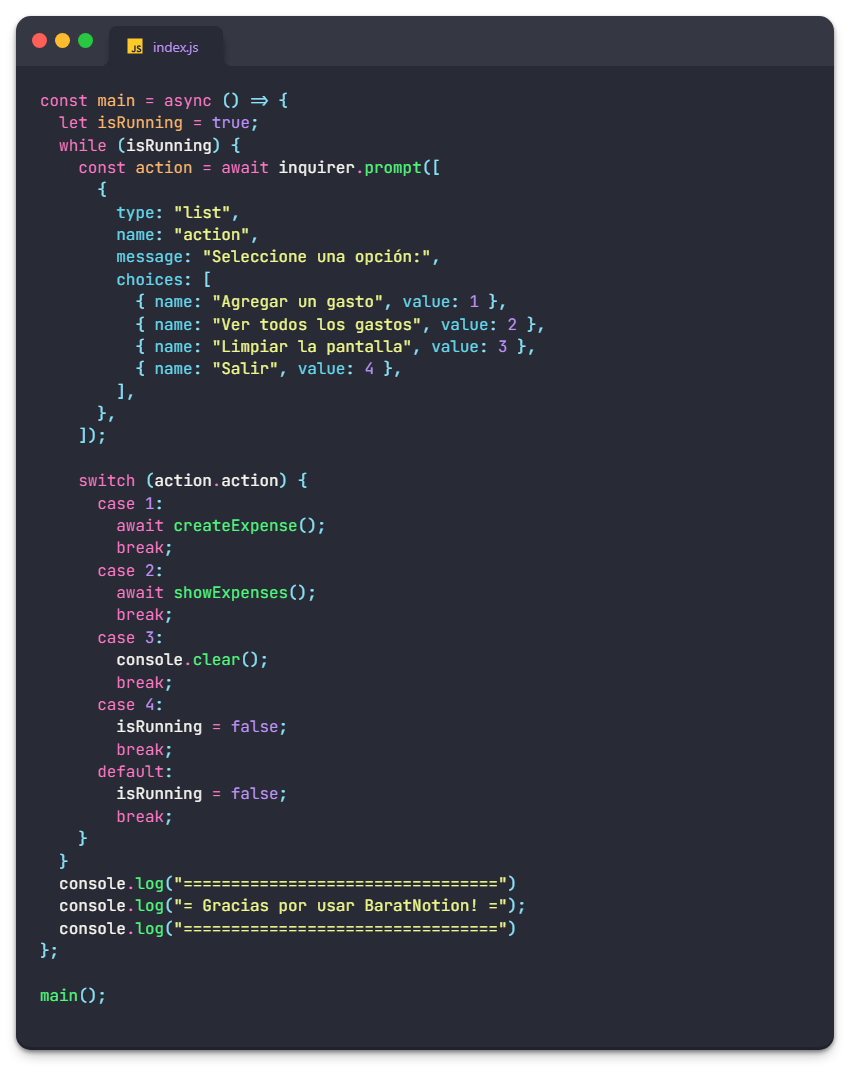 JS index.js
const main = async () => {
  let isRunning = true;
  while (isRunning) {
    const action = await inquirer.prompt([
      {
        type: "list",
        name: "action",
        message: "Seleccione una opción:",
        choices: [
          { name: "Agregar un gasto", value: 1 },
          { name: "Ver todos los gastos", value: 2 },
          { name: "Limpiar la pantalla", value: 3 },
          { name: "Salir", value: 4 },
        ],
      },
    ]);

    switch (action.action) {
      case 1:
        await createExpense();
        break;
      case 2:
        await showExpenses();
        break;
      case 3:
        console.clear();
        break;
      case 4:
        isRunning = false;
        break;
      default:
        isRunning = false;
        break;
    }
  }
  console.log("=================================")
  console.log("= Gracias por usar BaratNotion! =");
  console.log("=================================")
};

main();